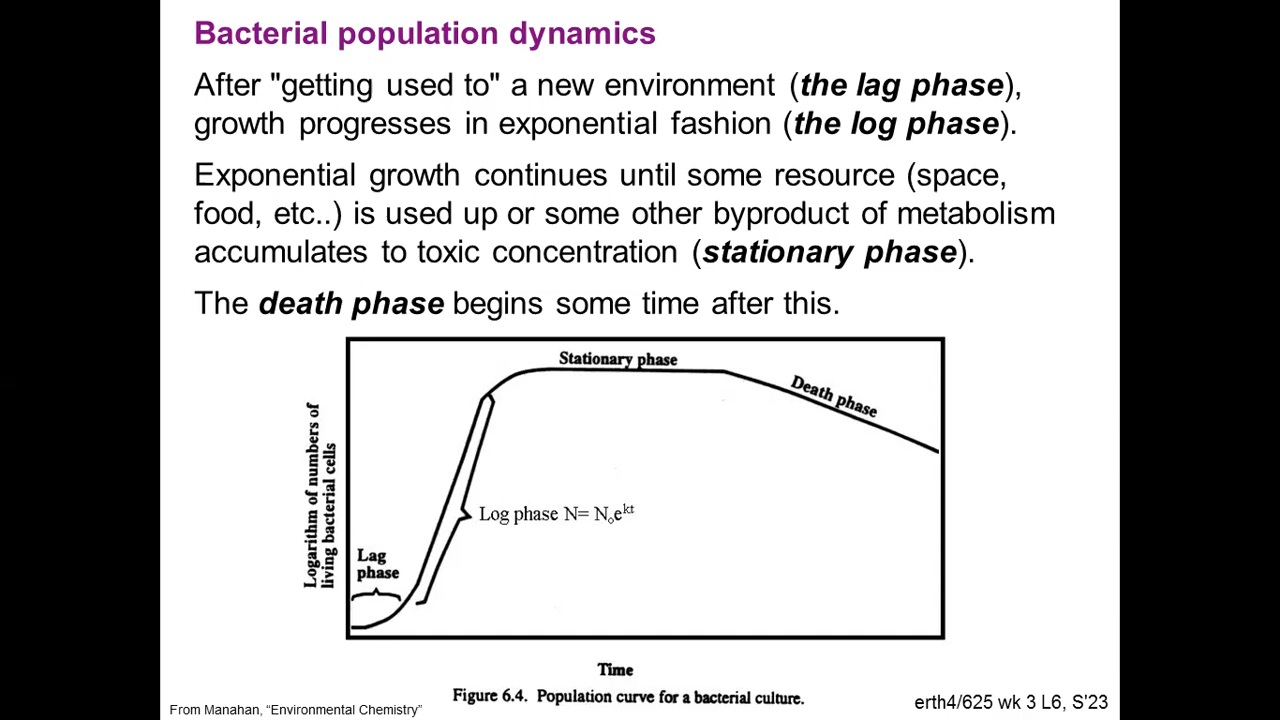 Bacterial population dynamics
After "getting used to" a new environment (the lag phase),
growth progresses in exponential fashion (the log phase).
Exponential growth continues until some resource (space,
food, etc..) is used up or some other byproduct of metabolism
accumulates to toxic concentration (stationary phase).
The death phase begins some time after this.
Stationary phase
Death phase
Logarithm of numbers of
living bacterial cells
Log phase N= Nₒeᵏᵗ
Lag
phase
Time
Figure 6.4. Population curve for a bacterial culture.
From Manahan, “Environmental Chemistry”
erth4/625 wk 3 L6, S'23